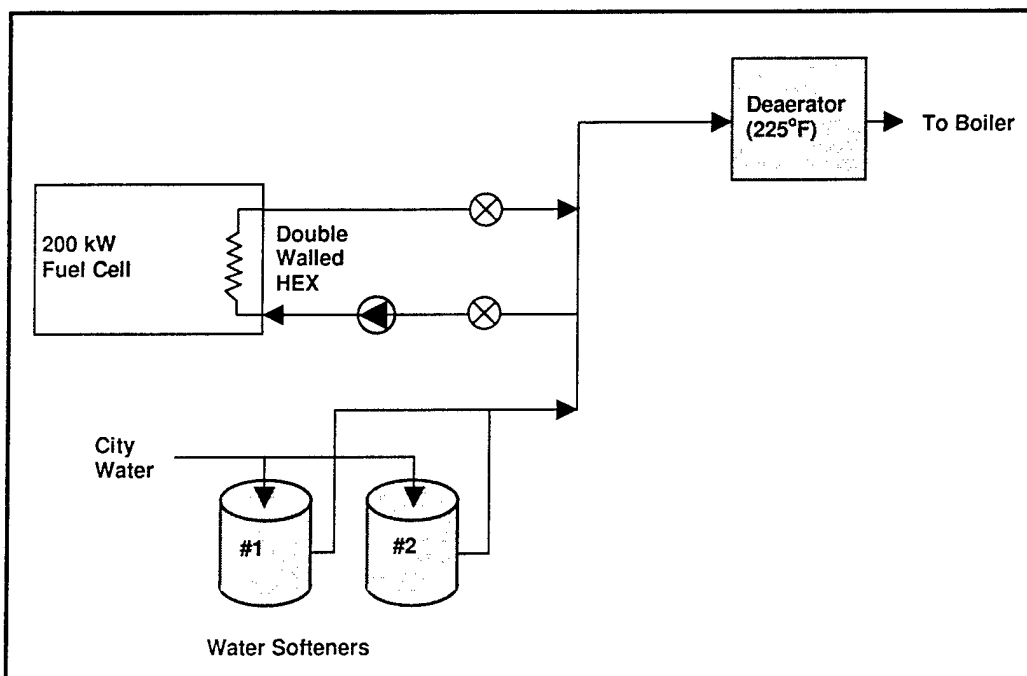 Deaerator
(225°F)
To Boiler
200 kW
Fuel Cell
Double
Walled
HEX
City
Water
#1
#2
Water Softeners